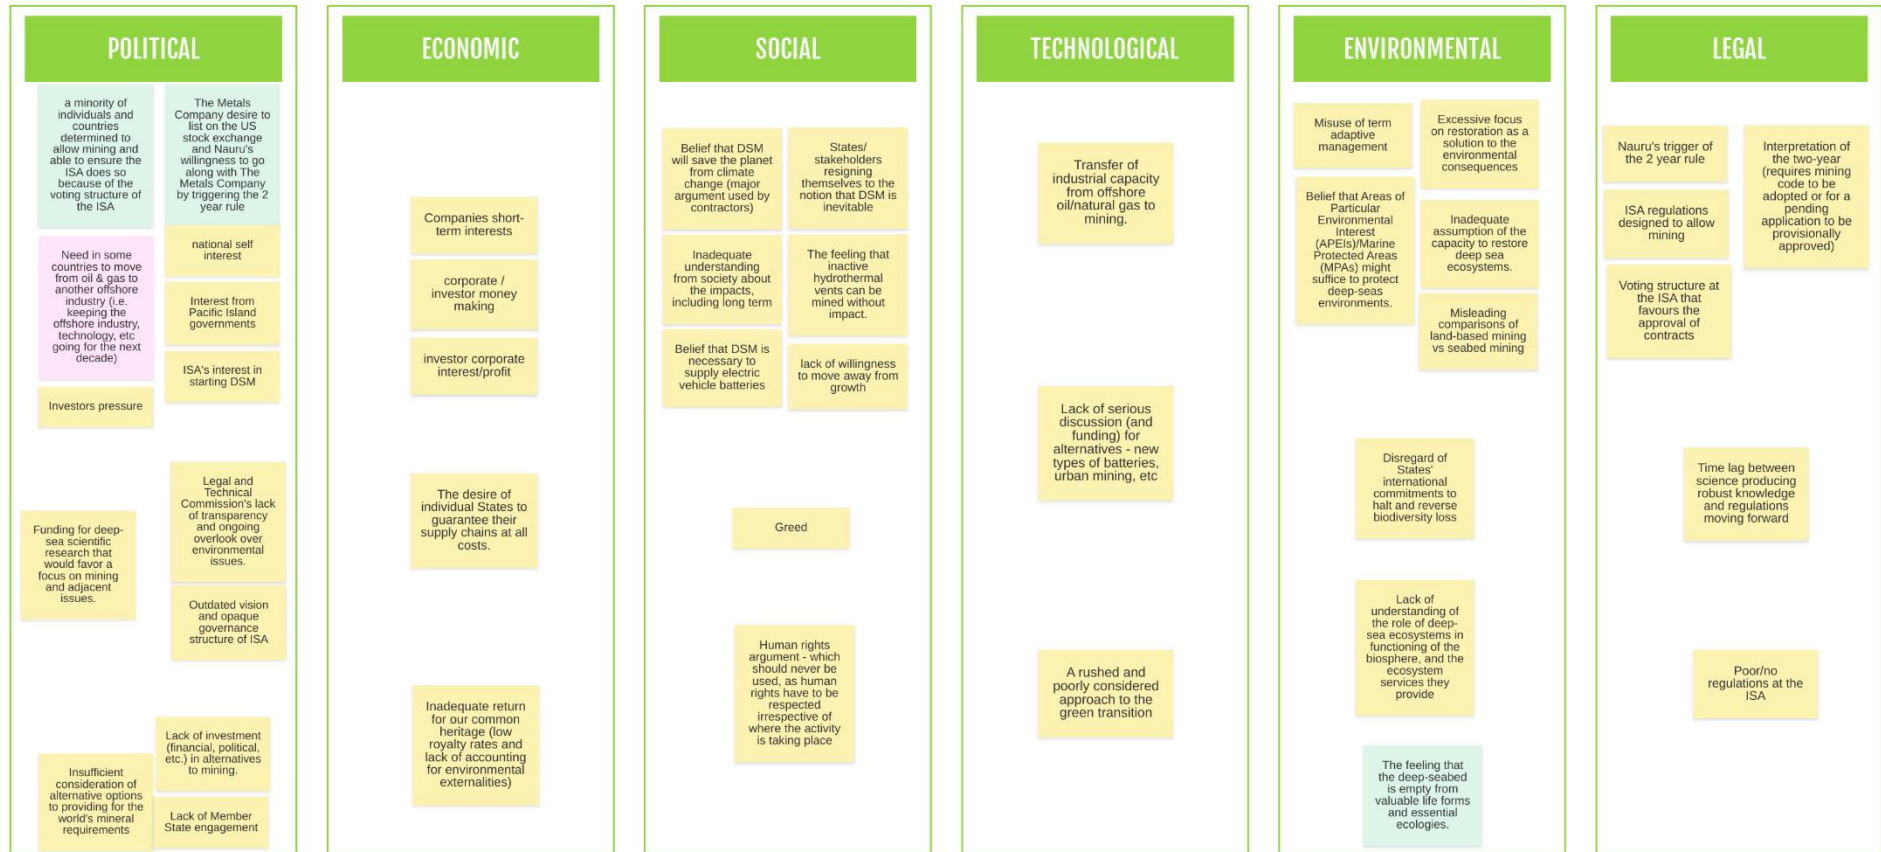 POLITICAL
a minority of
individuals and
countries
determined to
allow mining and
able to ensure the
ISA does so
because of the
voting structure of
the ISA
The Metals
Company desire to
list on the US
stock exchange
and Nauru's
willingness to go
along with The
Metals Company
by triggering the 2
year rule
Need in some
countries to move
from oil & gas to
another offshore
industry (i.e.
keeping the
offshore industry,
technology, etc
going for the next
decade)
national self
interest
Interest from
Pacific Island
governments
ISA's interest in
starting DSM
Investors pressure
Legal and
Technical
Commission's lack
of transparency
and ongoing
overlook over
environmental
issues.
Funding for deep-
sea scientific
research that
would favor a
focus on mining
and adjacent
issues.
Outdated vision
and opaque
governance
structure of ISA
Lack of investment
(financial, political,
etc.) in alternatives
to mining.
Insufficient
consideration of
alternative options
to providing for the
world's mineral
requirements
Lack of Member
State engagement
ECONOMIC
Companies short-
term interests
corporate /
investor money
making
investor corporate
interest/profit
The desire of
individual States to
guarantee their
supply chains at all
costs.
Inadequate return
for our common
heritage (low
royalty rates and
lack of accounting
for environmental
externalities)
SOCIAL
Belief that DSM
will save the planet
from climate
change (major
argument used by
contractors)
States/
stakeholders
resigning
themselves to the
notion that DSM is
inevitable
Inadequate
understanding
from society about
the impacts,
including long term
The feeling that
inactive
hydrothermal
vents can be
mined without
impact.
Belief that DSM is
necessary to
supply electric
vehicle batteries
lack of willingness
to move away from
growth
Greed
Human rights
argument - which
should never be
used, as human
rights have to be
respected
irrespective of
where the activity
is taking place
TECHNOLOGICAL
Transfer of
industrial capacity
from offshore
oil/natural gas to
mining.
Lack of serious
discussion (and
funding) for
alternatives - new
types of batteries,
urban mining, etc
A rushed and
poorly considered
approach to the
green transition
ENVIRONMENTAL
Misuse of term
adaptive
management
Excessive focus
on restoration as a
solution to the
environmental
consequences
Belief that Areas of
Particular
Environmental
Interest
(APEIs)/Marine
Protected Areas
(MPAs) might
suffice to protect
deep-seas
environments.
Inadequate
assumption of the
capacity to restore
deep sea
ecosystems.
Misleading
comparisons of
land-based mining
vs seabed mining
Disregard of
States'
international
commitments to
halt and reverse
biodiversity loss
Lack of
understanding of
the role of deep-
sea ecosystems in
functioning of the
biosphere, and the
ecosystem
services they
provide
The feeling that
the deep-seabed
is empty from
valuable life forms
and essential
ecologies.
LEGAL
Nauru's trigger of
the 2 year rule
Interpretation of
the two-year
(requires mining
code to be
adopted or for a
pending
application to be
provisionally
approved)
ISA regulations
designed to allow
mining
Voting structure at
the ISA that
favours the
approval of
contracts
Time lag between
science producing
robust knowledge
and regulations
moving forward
Poor/no
regulations at the
ISA